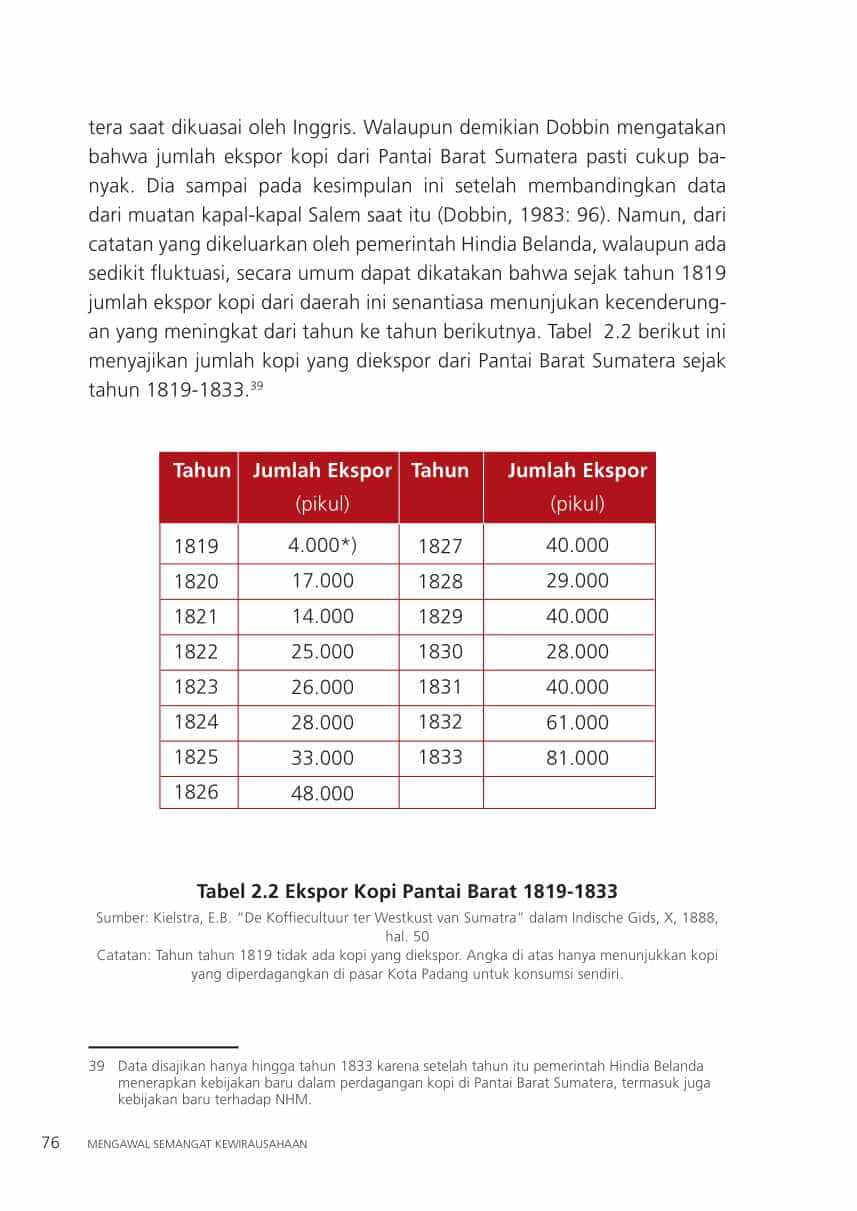 tera saat dikuasai oleh Inggris. Walaupun demikian Dobbin mengatakan
bahwa jumlah ekspor kopi dari Pantai Barat Sumatera pasti cukup ba-
nyak. Dia sampai pada kesimpulan ini setelah membandingkan data
dari muatan kapal-kapal Salem saat itu (Dobbin, 1983: 96). Namun, dari
catatan yang dikeluarkan oleh pemerintah Hindia Belanda, walaupun ada
sedikit fluktuasi, secara umum dapat dikatakan bahwa sejak tahun 1819
jumlah ekspor kopi dari daerah ini senantiasa menunjukan kecenderung-
an yang meningkat dari tahun ke tahun berikutnya. Tabel 2.2 berikut ini
menyajikan jumlah kopi yang diekspor dari Pantai Barat Sumatera sejak
tahun 1819-1833.39
Tahun Jumlah Ekspor Tahun Jumlah Ekspor
(pikul) (pikul)
1819 4.000*) 1827 40.000
1820 17.000 1828 29.000
1821 14.000 1829 40.000
1822 25.000 1830 28.000
1823 26.000 1831 40.000
1824 28.000 1832 61.000
1825 33.000 1833 81.000
1826 48.000
Tabel 2.2 Ekspor Kopi Pantai Barat 1819-1833
Sumber: Kielstra, E.B. “De Koffiecultuur ter Westkust van Sumatra” dalam Indische Gids, X, 1888,
hal. 50
Catatan: Tahun tahun 1819 tidak ada kopi yang diekspor. Angka di atas hanya menunjukkan kopi
yang diperdagangkan di pasar Kota Padang untuk konsumsi sendiri.
39 Data disajikan hanya hingga tahun 1833 karena setelah tahun itu pemerintah Hindia Belanda
menerapkan kebijakan baru dalam perdagangan kopi di Pantai Barat Sumatera, termasuk juga
kebijakan baru terhadap NHM.
76 MENGAWAL SEMANGAT KEWIRAUSAHAAN